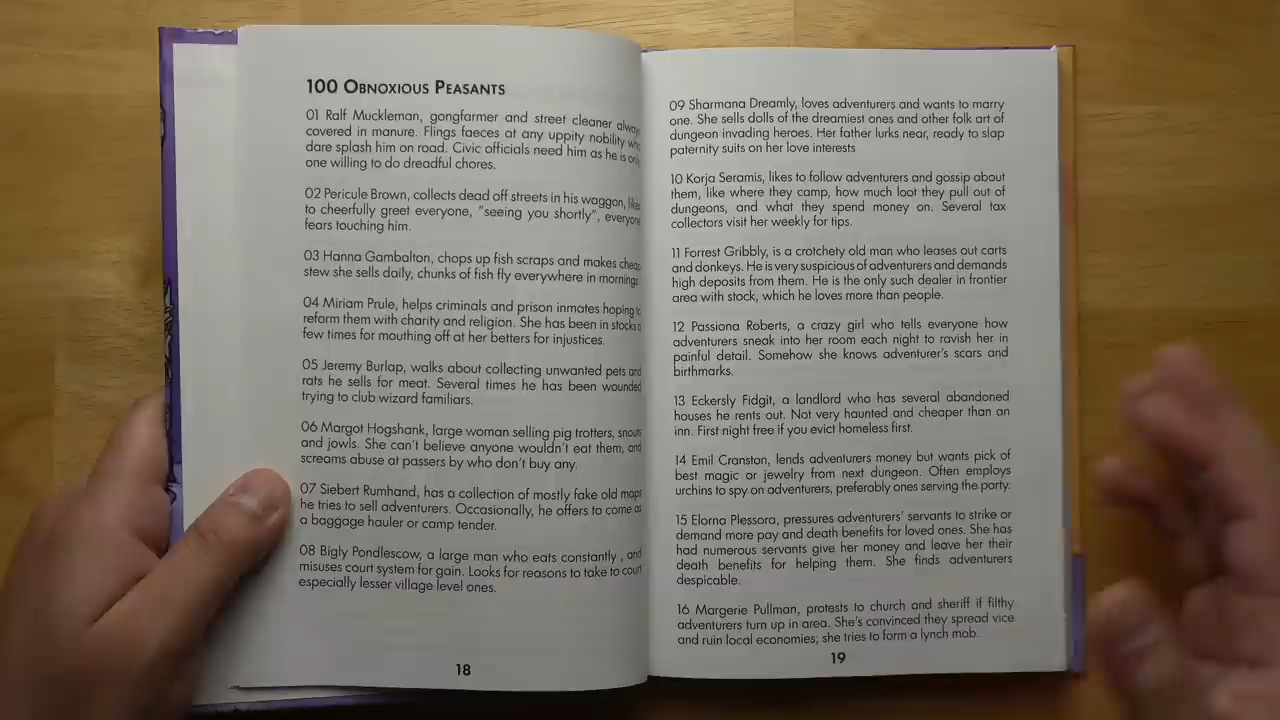 100 Obnoxious Peasants
01 Ralf Muckleman, gongfarmer and street cleaner always
covered in manure. Flings faeces at any uppity nobility who
dare splash him on road. Civic officials need him as he is only
one willing to do dreadful chores.
02 Pericule Brown, collects dead off streets in his waggon, likes
to cheerfully greet everyone, "seeing you shortly", everyone
fears touching him.
03 Hanna Gambalton, chops up fish scraps and makes cheap
stew she sells daily, chunks of fish fly everywhere in mornings
04 Miriam Prule, helps criminals and prison inmates hoping to
reform them with charity and religion. She has been in stocks a
few times for mouthing off at her betters for injustices.
05 Jeremy Burlap, walks about collecting unwanted pets and
rats he sells for meat. Several times he has been wounded
trying to club wizard familiars.
06 Margot Hogshank, large woman selling pig trotters, snouts
and jowls. She can't believe anyone wouldn't eat them, and
screams abuse at passers by who don't buy any.
07 Siebert Rumhand, has a collection of mostly fake old maps
he tries to sell adventurers. Occasionally, he offers to come as
a baggage hauler or camp tender.
08 Bigly Pondlescow, a large man who eats constantly , and
misuses court system for gain. Looks for reasons to take to court
especially lesser village level ones.
18
09 Sharmana Dreamly, loves adventurers and wants to marry
one. She sells dolls of the dreamiest ones and other folk art of
dungeon invading heroes. Her father lurks near, ready to slap
paternity suits on her love interests
10 Korja Seramis, likes to follow adventurers and gossip about
them, like where they camp, how much loot they pull out of
dungeons, and what they spend money on. Several tax
collectors visit her weekly for tips.
11 Forrest Gribbly, is a crotchety old man who leases out carts
and donkeys. He is very suspicious of adventurers and demands
high deposits from them. He is the only such dealer in frontier
area with stock, which he loves more than people.
12 Passiona Roberts, a crazy girl who tells everyone how
adventurers sneak into her room each night to ravish her in
painful detail. Somehow she knows adventurer's scars and
birthmarks.
13 Eckersly Fidgit, a landlord who has several abandoned
houses he rents out. Not very haunted and cheaper than an
inn. First night free if you evict homeless first.
14 Emil Cranston, lends adventurers money but wants pick of
best magic or jewelry from next dungeon. Often employs
urchins to spy on adventurers, preferably ones serving the party.
15 Elorna Plessora, pressures adventurers' servants to strike or
demand more pay and death benefits for loved ones. She has
had numerous servants give her money and leave her their
death benefits for helping them. She finds adventurers
despicable.
16 Margerie Pullman, protests to church and sheriff if filthy
adventurers turn up in area. She's convinced they spread vice
and ruin local economies; she tries to form a lynch mob.
19